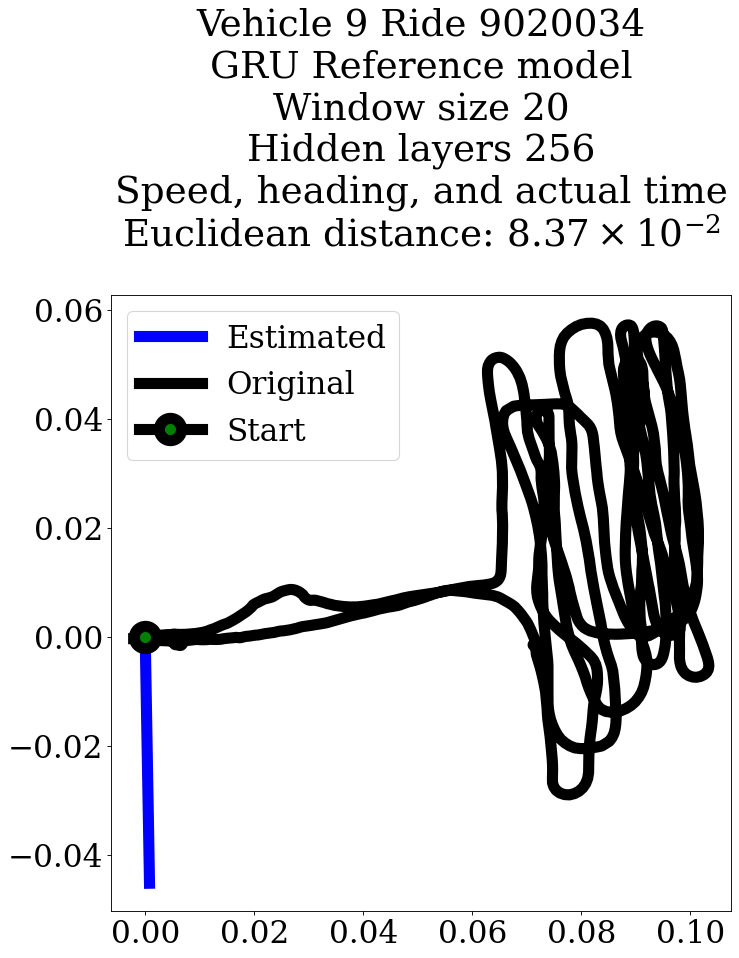 Vehicle 9 Ride 9020034
GRU Reference model
Window size 20
Hidden layers 256
Speed, heading, and actual time
Euclidean distance: 8.37 × 10⁻²
0.06
Estimated
Original
Start
0.04
0.02
0.00
−0.02
−0.04
0.00 0.02 0.04 0.06 0.08 0.10